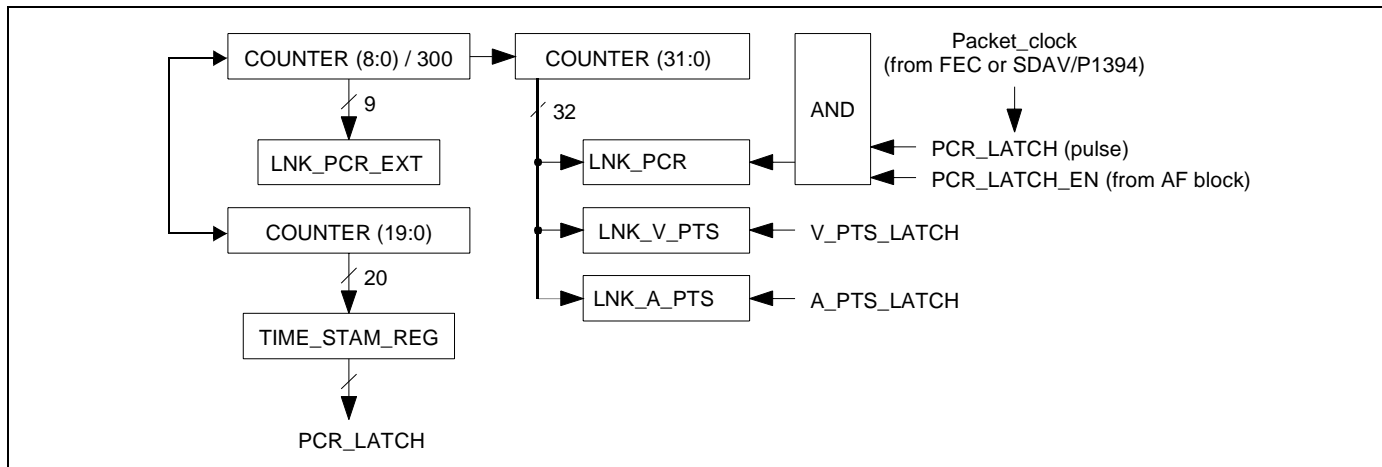 COUNTER (8:0) / 300
COUNTER (31:0)
Packet_clock
(from FEC or SDAV/P1394)
9
32
AND
LNK_PCR_EXT
LNK_PCR
PCR_LATCH (pulse)
PCR_LATCH_EN (from AF block)
COUNTER (19:0)
LNK_V_PTS
V_PTS_LATCH
20
LNK_A_PTS
A_PTS_LATCH
TIME_STAM_REG
PCR_LATCH